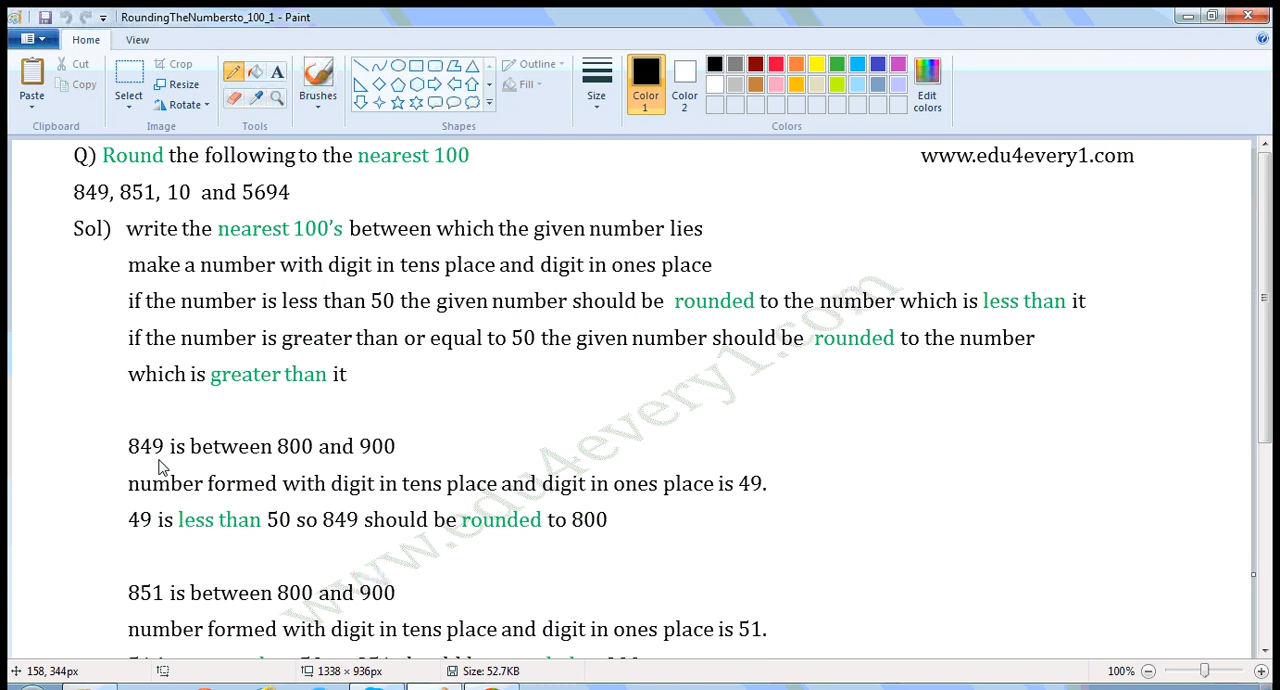 RoundingTheNumbersto_100_1 - Paint
Home View
Paste Cut Copy Select Crop Resize Rotate Brushes Outline Fill Size Color 1 Color 2 Edit colors
Clipboard Image Tools Shapes Colors
Q) Round the following to the nearest 100 www.edu4every1.com
849, 851, 10 and 5694
Sol) write the nearest 100’s between which the given number lies
make a number with digit in tens place and digit in ones place
if the number is less than 50 the given number should be rounded to the number which is less than it
if the number is greater than or equal to 50 the given number should be rounded to the number
which is greater than it
849 is between 800 and 900
number formed with digit in tens place and digit in ones place is 49.
49 is less than 50 so 849 should be rounded to 800
851 is between 800 and 900
number formed with digit in tens place and digit in ones place is 51.
www.edu4every1.com
158, 344px 1338 × 936px Size: 52.7KB 100%